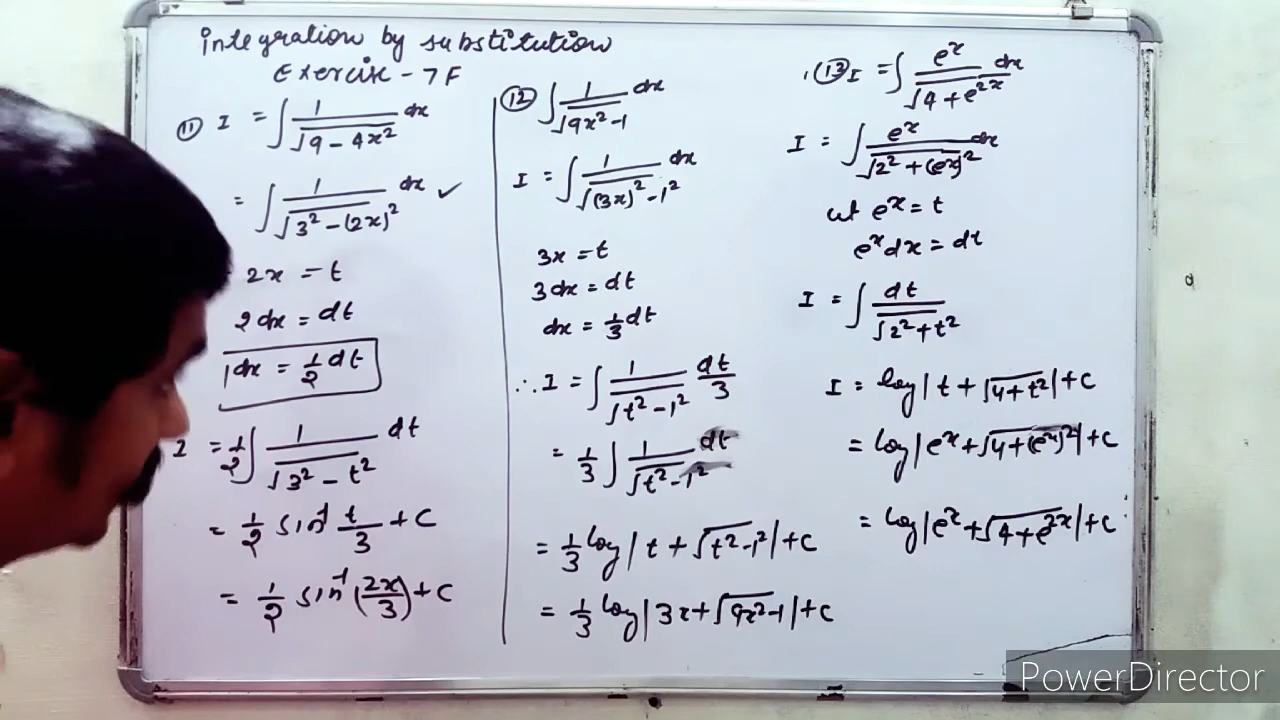 integration by substitution
Exercise - 7F
⑪ I = ∫ 1/√(9 - 4x²) dx
= ∫ 1/√(3² - (2x)²) dx ✓
2x = t
2dx = dt
dx = 1/2 dt
I = 1/2 ∫ 1/√(3² - t²) dt
= 1/2 sin⁻¹ t/3 + C
= 1/2 sin⁻¹ (2x/3) + C
⑫ ∫ 1/√(9x² - 1) dx
I = ∫ 1/√((3x)² - 1²) dx
3x = t
3dx = dt
dx = 1/3 dt
∴ I = ∫ 1/√(t² - 1²) dt/3
= 1/3 ∫ 1/√(t² - 1²) dt
= 1/3 log| t + √(t² - 1²) | + C
= 1/3 log| 3x + √(9x² - 1) | + C
⑬ I = ∫ eˣ/√(4 + e²ˣ) dx
I = ∫ eˣ/√(2² + (eˣ)²) dx
let eˣ = t
eˣ dx = dt
I = ∫ dt/√(2² + t²)
I = log| t + √(4 + t²) | + C
= log| eˣ + √(4 + (eˣ)²) | + C
= log| eˣ + √(4 + e²ˣ) | + C
PowerDirector